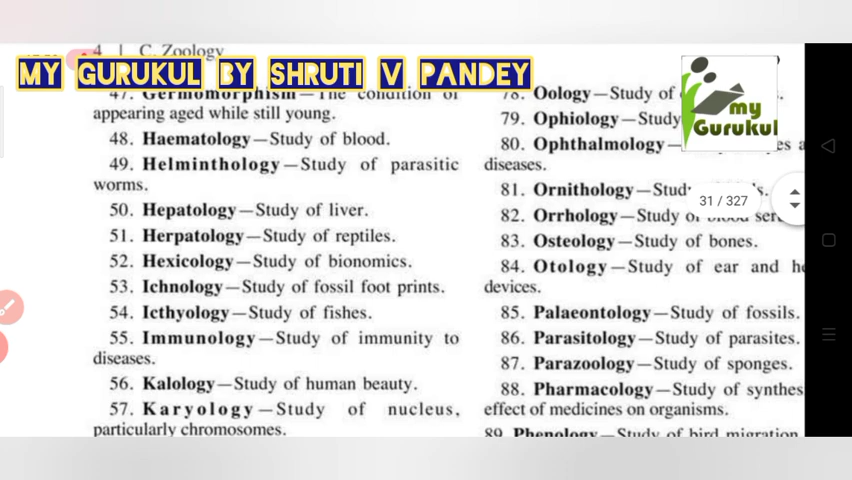 4 | C. Zoology
MY GURUKUL BY SHRUTI V PANDEY
my
Gurukul
31 / 327
47. Germomorphism—The condition of
appearing aged while still young.
48. Haematology—Study of blood.
49. Helminthology—Study of parasitic
worms.
50. Hepatology—Study of liver.
51. Herpatology—Study of reptiles.
52. Hexicology—Study of bionomics.
53. Ichnology—Study of fossil foot prints.
54. Icthyology—Study of fishes.
55. Immunology—Study of immunity to
diseases.
56. Kalology—Study of human beauty.
57. Karyology—Study of nucleus,
particularly chromosomes.
78. Oology—Study of
79. Ophiology—Study
80. Ophthalmology—
diseases.
81. Ornithology—Study
82. Orrhology—Study of blood
83. Osteology—Study of bones.
84. Otology—Study of ear and
devices.
85. Palaeontology—Study of fossils.
86. Parasitology—Study of parasites.
87. Parazoology—Study of sponges.
88. Pharmacology—Study of synthes
effect of medicines on organisms.
89. Phenology—Study of bird migration